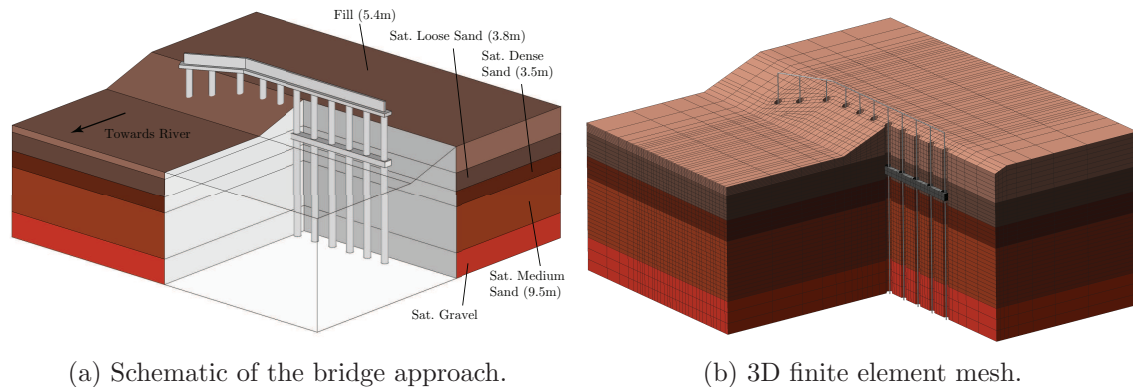 Fill (5.4m)
Sat. Loose Sand (3.8m)
Sat. Dense
Sand (3.5m)
Towards River
Sat. Medium
Sand (9.5m)
Sat. Gravel
(a) Schematic of the bridge approach.
(b) 3D finite element mesh.